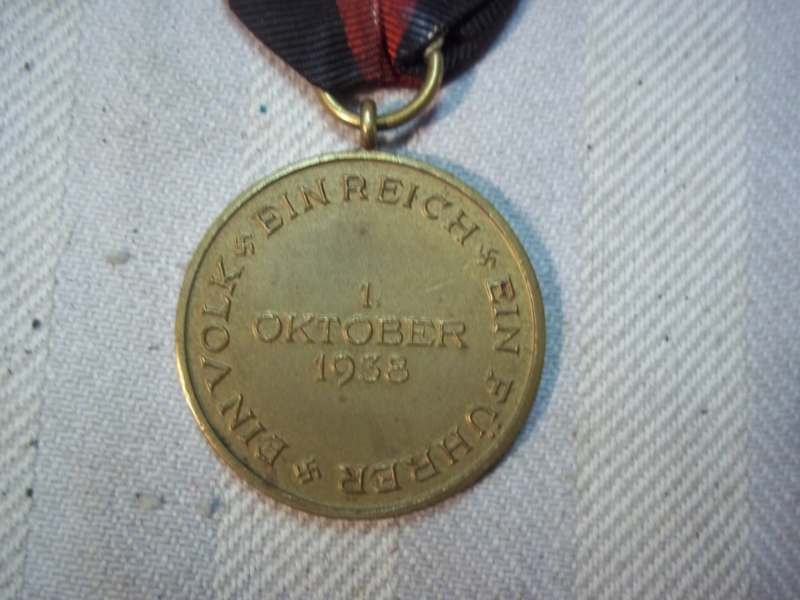 EIN VOLK EIN REICH EIN FÜHRER
1.
OKTOBER
1938